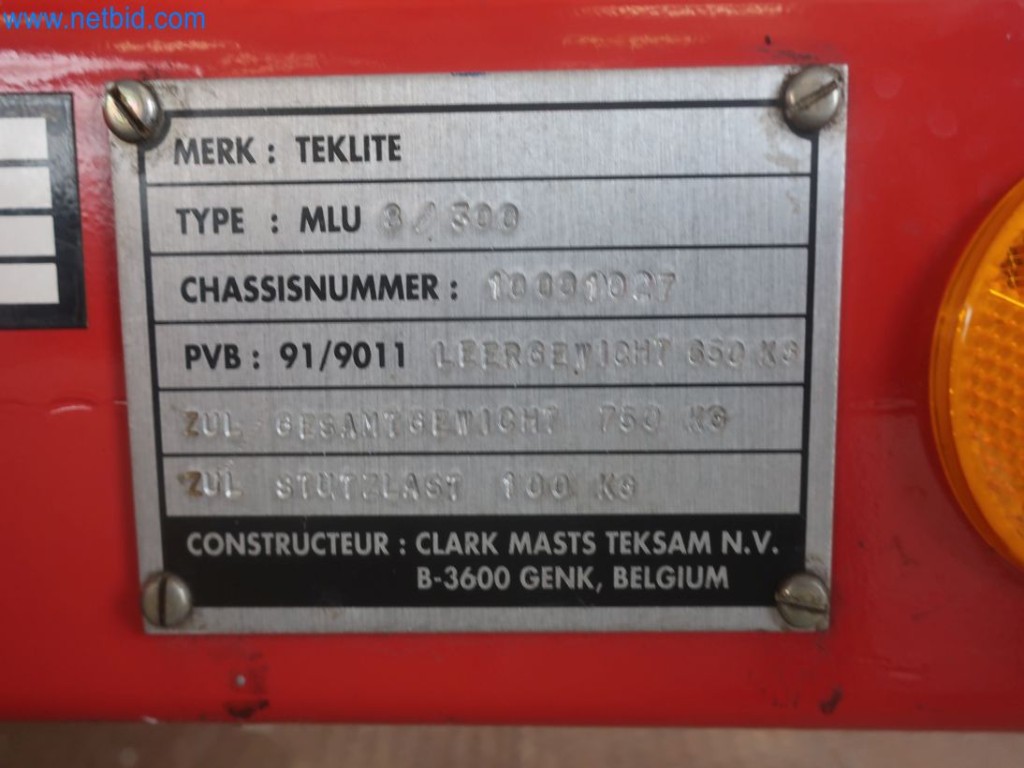 www.netbid.com
MERK : TEKLITE
TYPE : MLU 8/300
CHASSISNUMMER : 10001027
PVB : 91/9011 LEERGEWICHT 650 KG
ZUL GESAMTGEWICHT 750 KG
ZUL STUTZLAST 100 KG
CONSTRUCTEUR : CLARK MASTS TEKSAM N.V.
B-3600 GENK, BELGIUM